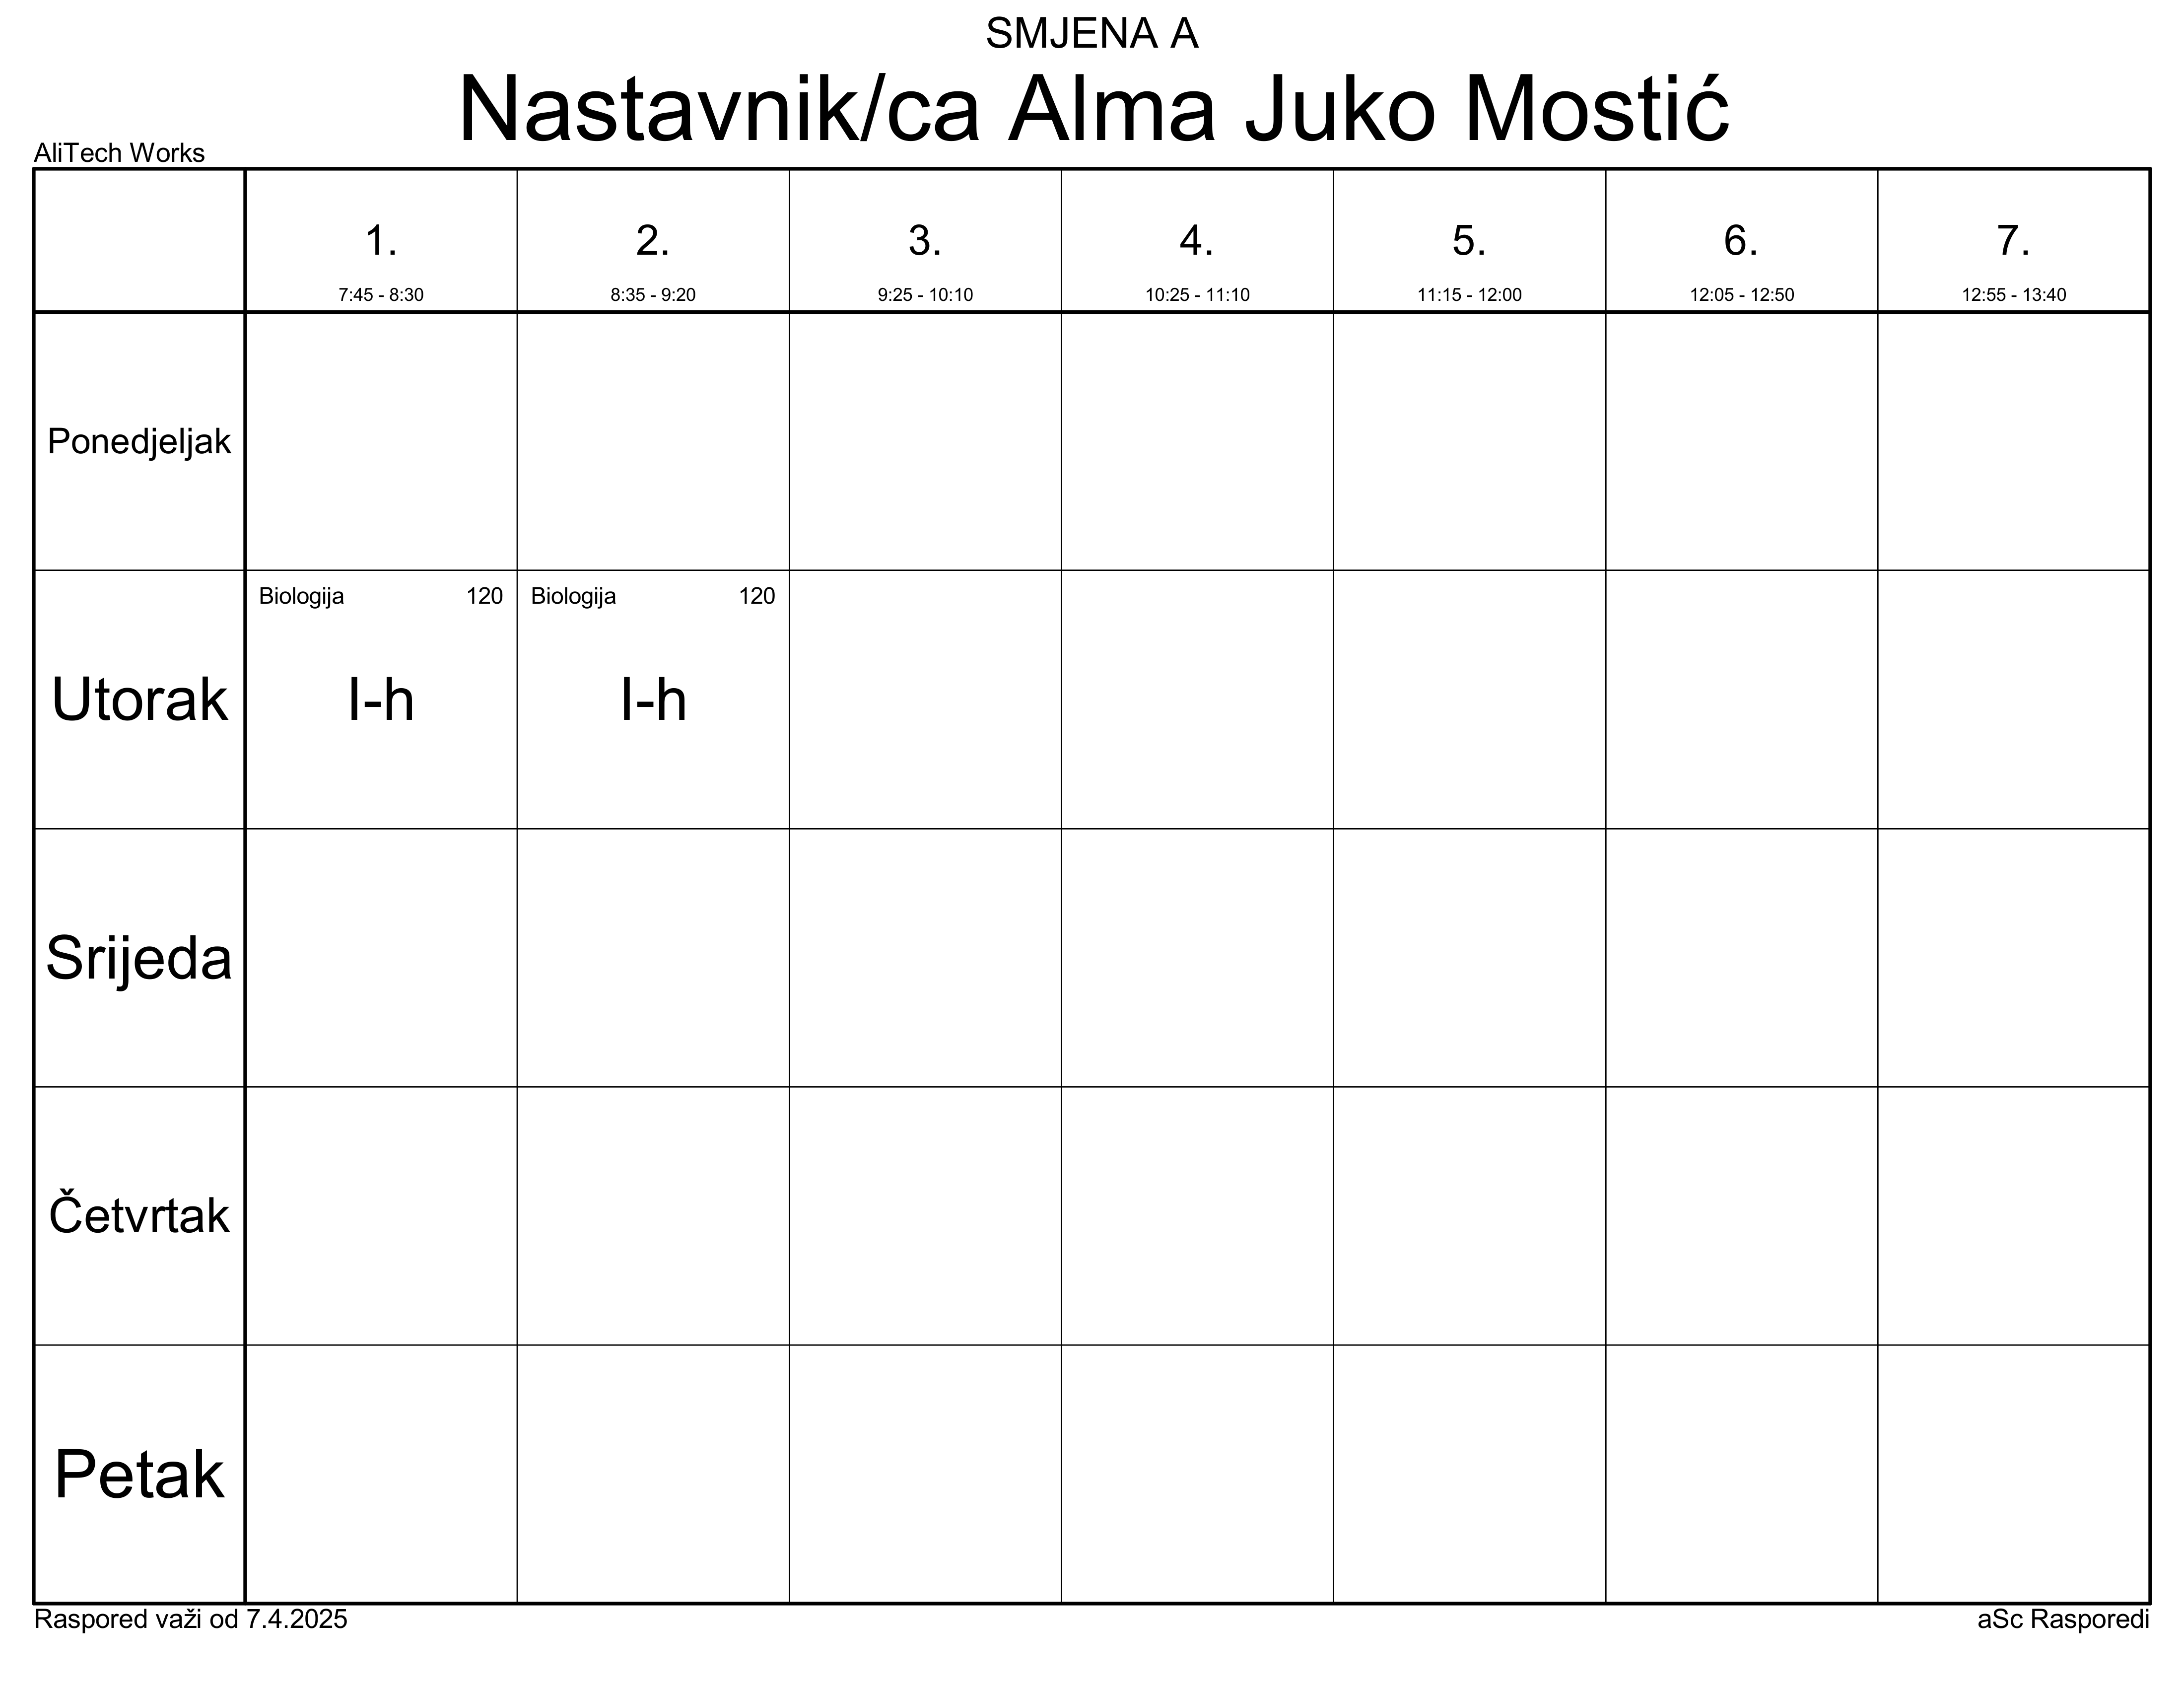 SMJENA A
Nastavnik/ca Alma Juko Mostić
AliTech Works
1. 2. 3. 4. 5. 6. 7.
7:45 - 8:30 8:35 - 9:20 9:25 - 10:10 10:25 - 11:10 11:15 - 12:00 12:05 - 12:50 12:55 - 13:40
Ponedjeljak
Biologija 120 Biologija 120
Utorak I-h I-h
Srijeda
Četvrtak
Petak
Raspored važi od 7.4.2025 aSc Rasporedi